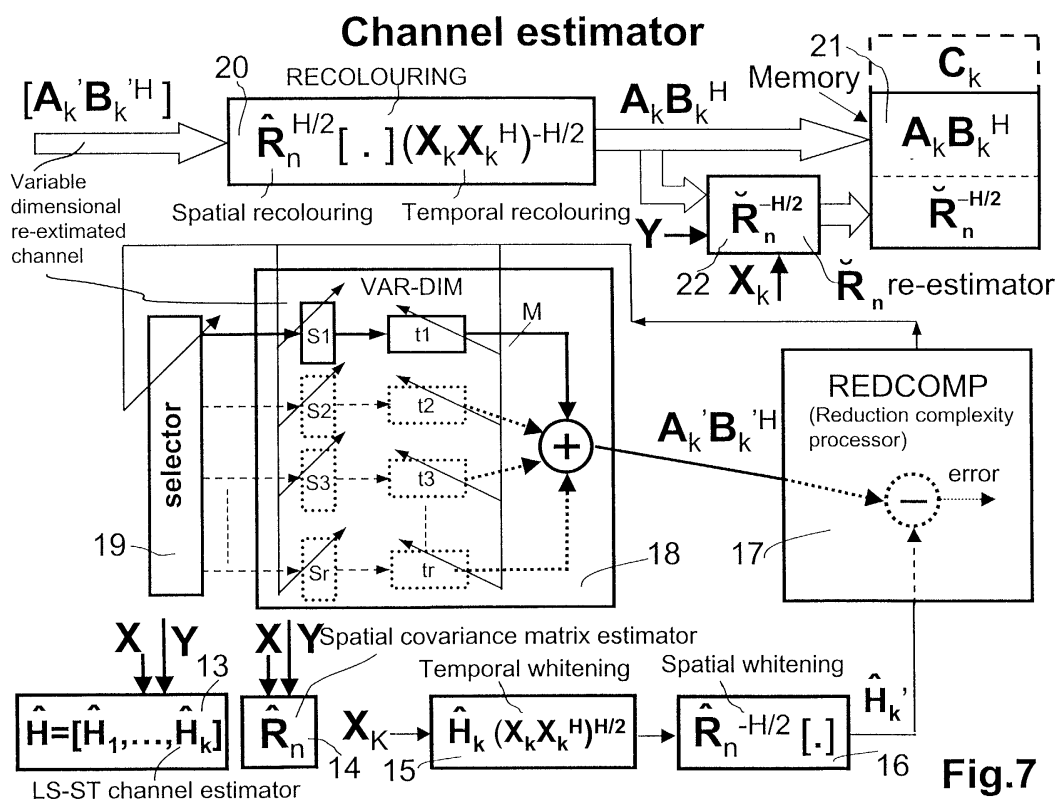 Channel estimator
20
RECOLOURING
21
C_k
[A_k' B_k'^H]
R̂_n^{H/2} [ . ] (X_k X_k^H)^{-H/2}
A_k B_k^H
Memory
A_k B_k^H
Variable
dimensional
re-extimated
channel
Spatial recolouring
Temporal recolouring
Y
R̆_n^{-H/2}
R̆_n^{-H/2}
22
X_k
R̆_n re-estimator
VAR-DIM
M
S1
t1
S2
t2
S3
t3
Sr
tr
selector
19
18
+
A_k' B_k'^H
REDCOMP
(Reduction complexity
processor)
error
−
17
X
Y
13
X
Y
Spatial covariance matrix estimator
Temporal whitening
Spatial whitening
Ĥ_k'
Ĥ=[Ĥ_1,...,Ĥ_k]
R̂_n
14
X_K
Ĥ_k (X_k X_k^H)^{H/2}
15
R̂_n^{-H/2} [.]
16
LS-ST channel estimator
Fig.7